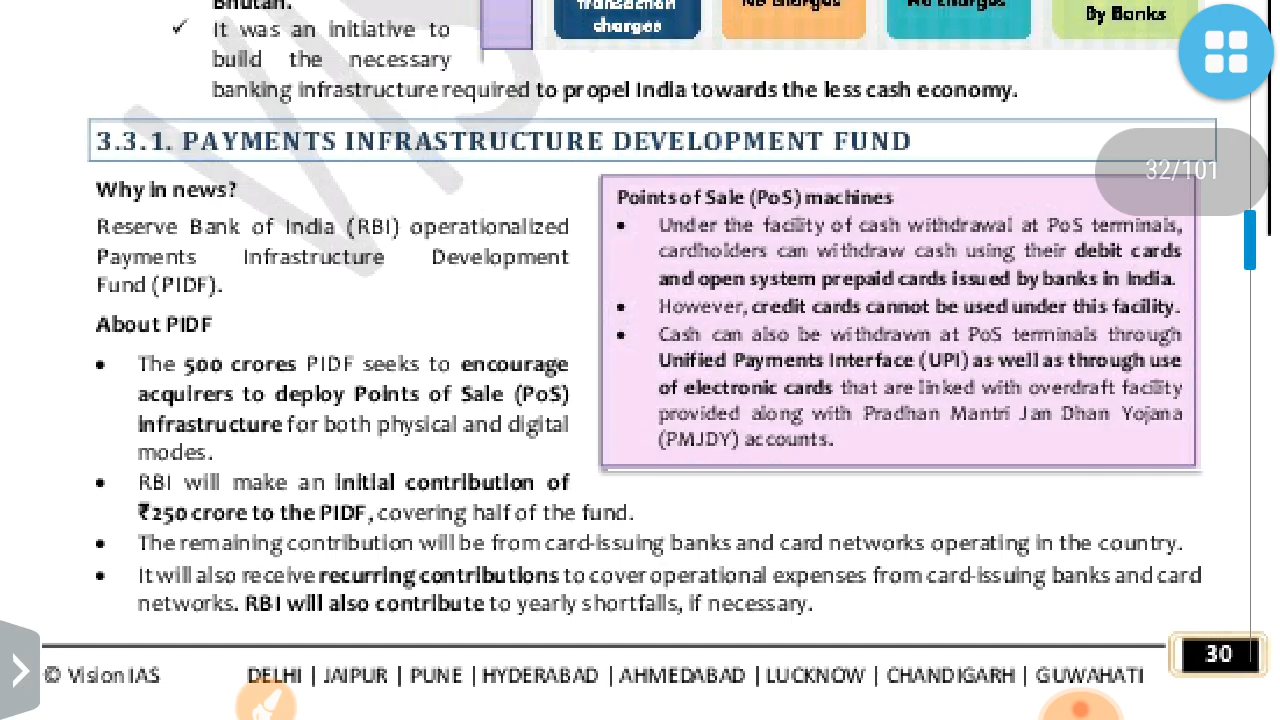 Bhutan.
✓ It was an initiative to
build the necessary
banking infrastructure required to propel India towards the less cash economy.
transaction
charges
No charges
No charges
By Banks
3.3.1. PAYMENTS INFRASTRUCTURE DEVELOPMENT FUND
32/101
Why in news?
Reserve Bank of India (RBI) operationalized
Payments Infrastructure Development
Fund (PIDF).
About PIDF
• The 500 crores PIDF seeks to encourage
acquirers to deploy Points of Sale (PoS)
infrastructure for both physical and digital
modes.
• RBI will make an initial contribution of
₹250 crore to the PIDF, covering half of the fund.
• The remaining contribution will be from card-issuing banks and card networks operating in the country.
• It will also receive recurring contributions to cover operational expenses from card-issuing banks and card
networks. RBI will also contribute to yearly shortfalls, if necessary.
Points of Sale (PoS) machines
• Under the facility of cash withdrawal at PoS terminals,
cardholders can withdraw cash using their debit cards
and open system prepaid cards issued by banks in India.
• However, credit cards cannot be used under this facility.
• Cash can also be withdrawn at PoS terminals through
Unified Payments Interface (UPI) as well as through use
of electronic cards that are linked with overdraft facility
provided along with Pradhan Mantri Jan Dhan Yojana
(PMJDY) accounts.
30
© Vision IAS
DELHI | JAIPUR | PUNE | HYDERABAD | AHMEDABAD | LUCKNOW | CHANDIGARH | GUWAHATI